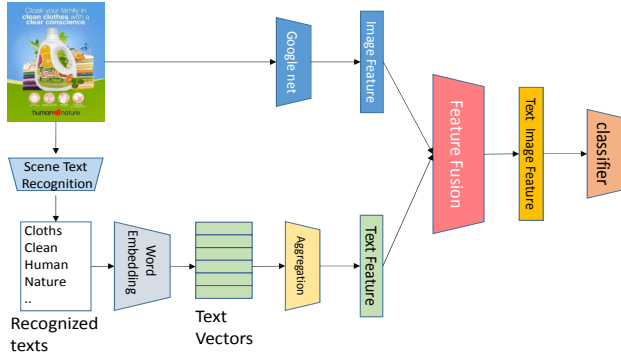 Cloak your family in
clean clothes with a
clear conscience
human nature
Google net
Image Feature
Scene Text
Recognition
Cloths
Clean
Human
Nature
..
Recognized
texts
Word
Embedding
Text
Vectors
Aggregation
Text Feature
Feature Fusion
Text Image Feature
classifier